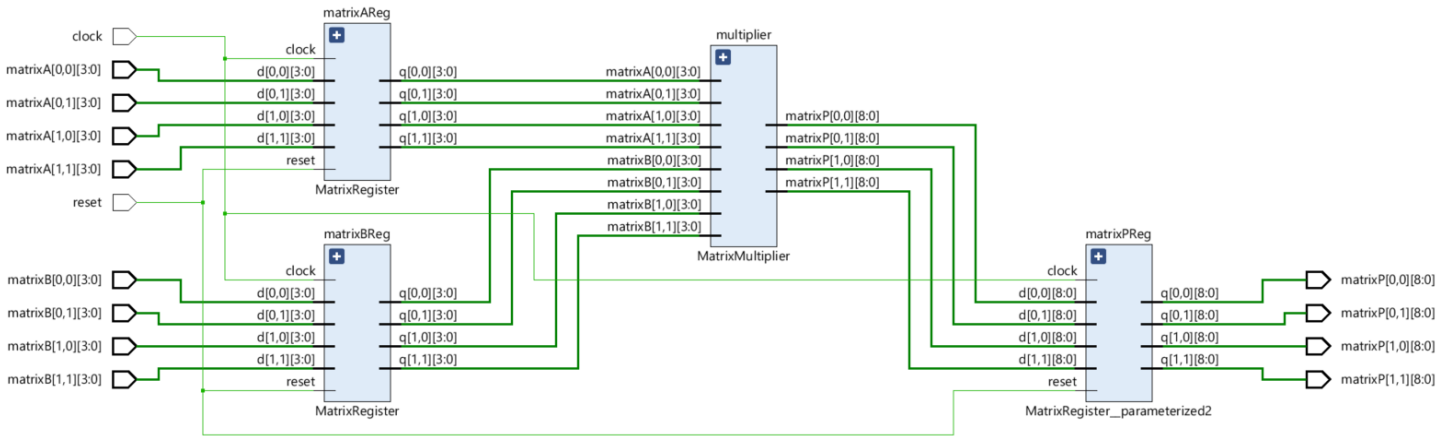 clock
matrixA[0,0][3:0]
matrixA[0,1][3:0]
matrixA[1,0][3:0]
matrixA[1,1][3:0]
reset
matrixB[0,0][3:0]
matrixB[0,1][3:0]
matrixB[1,0][3:0]
matrixB[1,1][3:0]
matrixAReg
clock
d[0,0][3:0]
d[0,1][3:0]
d[1,0][3:0]
d[1,1][3:0]
reset
q[0,0][3:0]
q[0,1][3:0]
q[1,0][3:0]
q[1,1][3:0]
MatrixRegister
matrixBReg
clock
d[0,0][3:0]
d[0,1][3:0]
d[1,0][3:0]
d[1,1][3:0]
reset
q[0,0][3:0]
q[0,1][3:0]
q[1,0][3:0]
q[1,1][3:0]
MatrixRegister
multiplier
matrixA[0,0][3:0]
matrixA[0,1][3:0]
matrixA[1,0][3:0]
matrixA[1,1][3:0]
matrixB[0,0][3:0]
matrixB[0,1][3:0]
matrixB[1,0][3:0]
matrixB[1,1][3:0]
matrixP[0,0][8:0]
matrixP[0,1][8:0]
matrixP[1,0][8:0]
matrixP[1,1][8:0]
MatrixMultiplier
matrixPReg
clock
d[0,0][8:0]
d[0,1][8:0]
d[1,0][8:0]
d[1,1][8:0]
reset
q[0,0][8:0]
q[0,1][8:0]
q[1,0][8:0]
q[1,1][8:0]
MatrixRegister__parameterized2
matrixP[0,0][8:0]
matrixP[0,1][8:0]
matrixP[1,0][8:0]
matrixP[1,1][8:0]